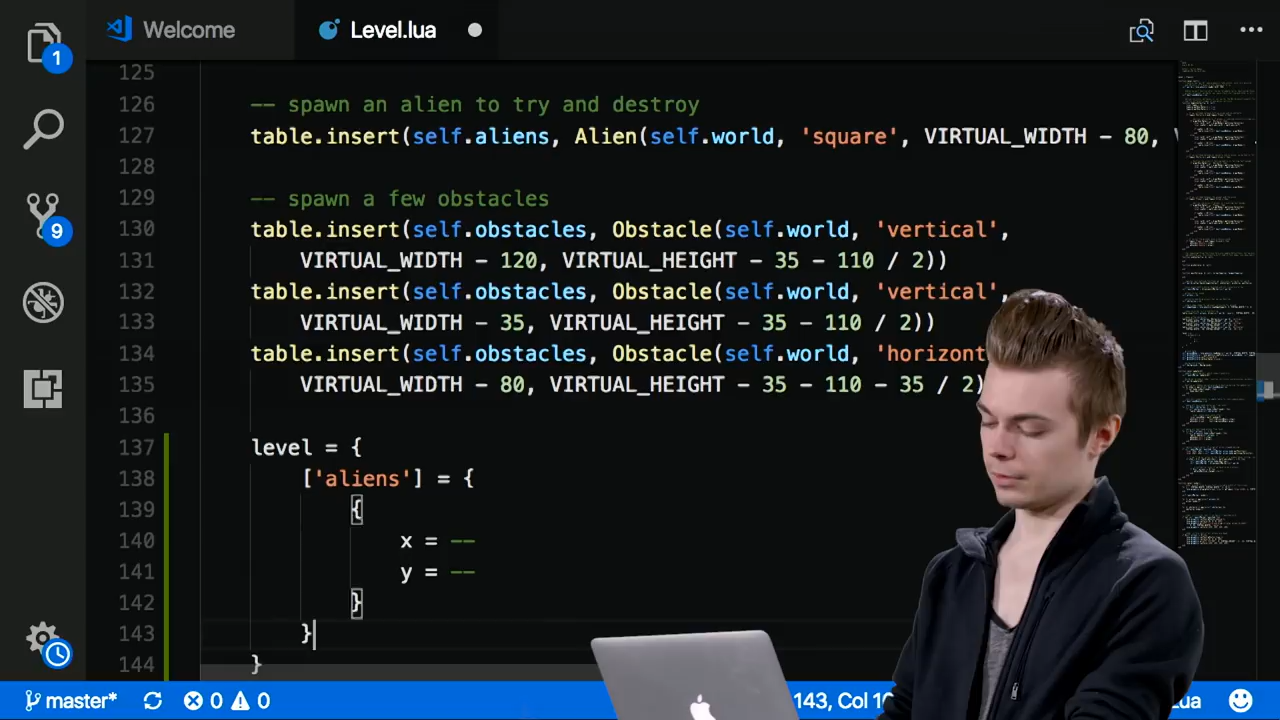 1
Welcome
Level.lua
125
126 -- spawn an alien to try and destroy
127 table.insert(self.aliens, Alien(self.world, 'square', VIRTUAL_WIDTH - 80,
128
129 -- spawn a few obstacles
130 table.insert(self.obstacles, Obstacle(self.world, 'vertical',
131 VIRTUAL_WIDTH - 120, VIRTUAL_HEIGHT - 35 - 110 / 2))
132 table.insert(self.obstacles, Obstacle(self.world, 'vertical',
133 VIRTUAL_WIDTH - 35, VIRTUAL_HEIGHT - 35 - 110 / 2))
134 table.insert(self.obstacles, Obstacle(self.world, 'horizont
135 VIRTUAL_WIDTH - 80, VIRTUAL_HEIGHT - 35 - 110 - 35 / 2)
136
137 level = {
138 ['aliens'] = {
139 {
140 x = --
141 y = --
142 }
143 }
144 }
9
master* 0 0 143, Col 10 ua